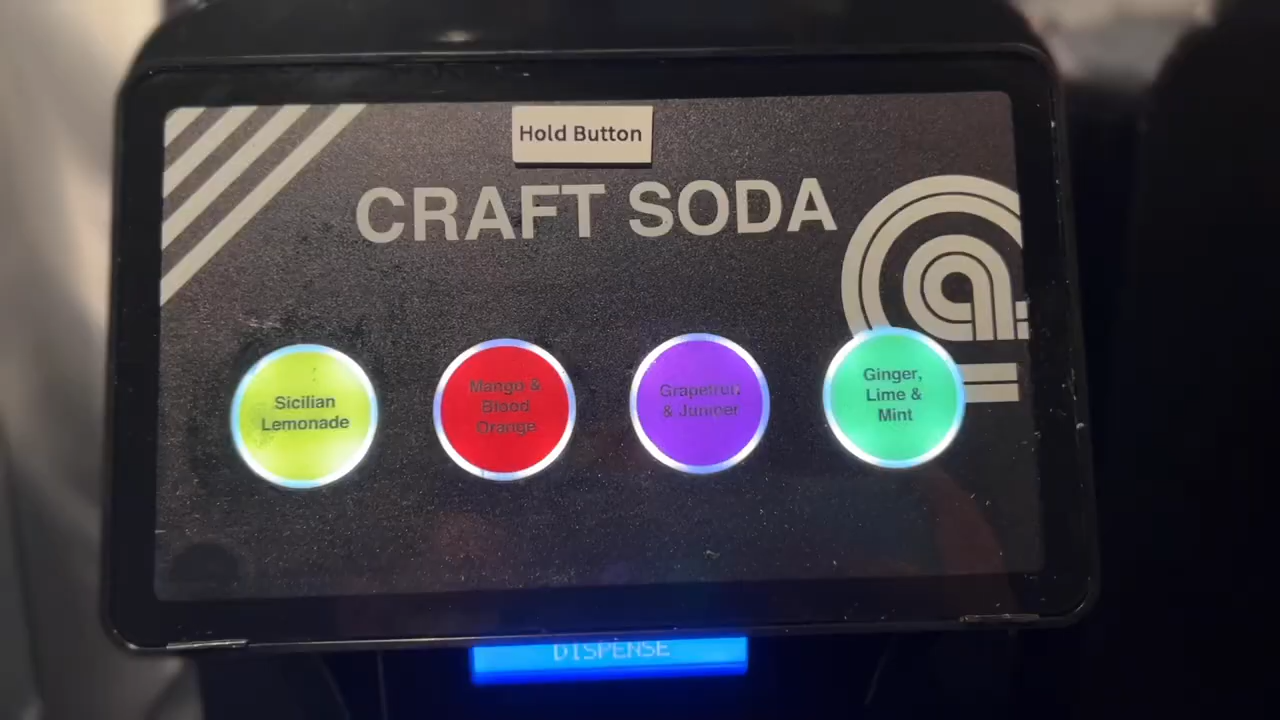 Hold Button
CRAFT SODA
Sicilian
Lemonade
Mango &
Blood
Orange
Grapefruit
& Juniper
Ginger,
Lime &
Mint
DISPENSE